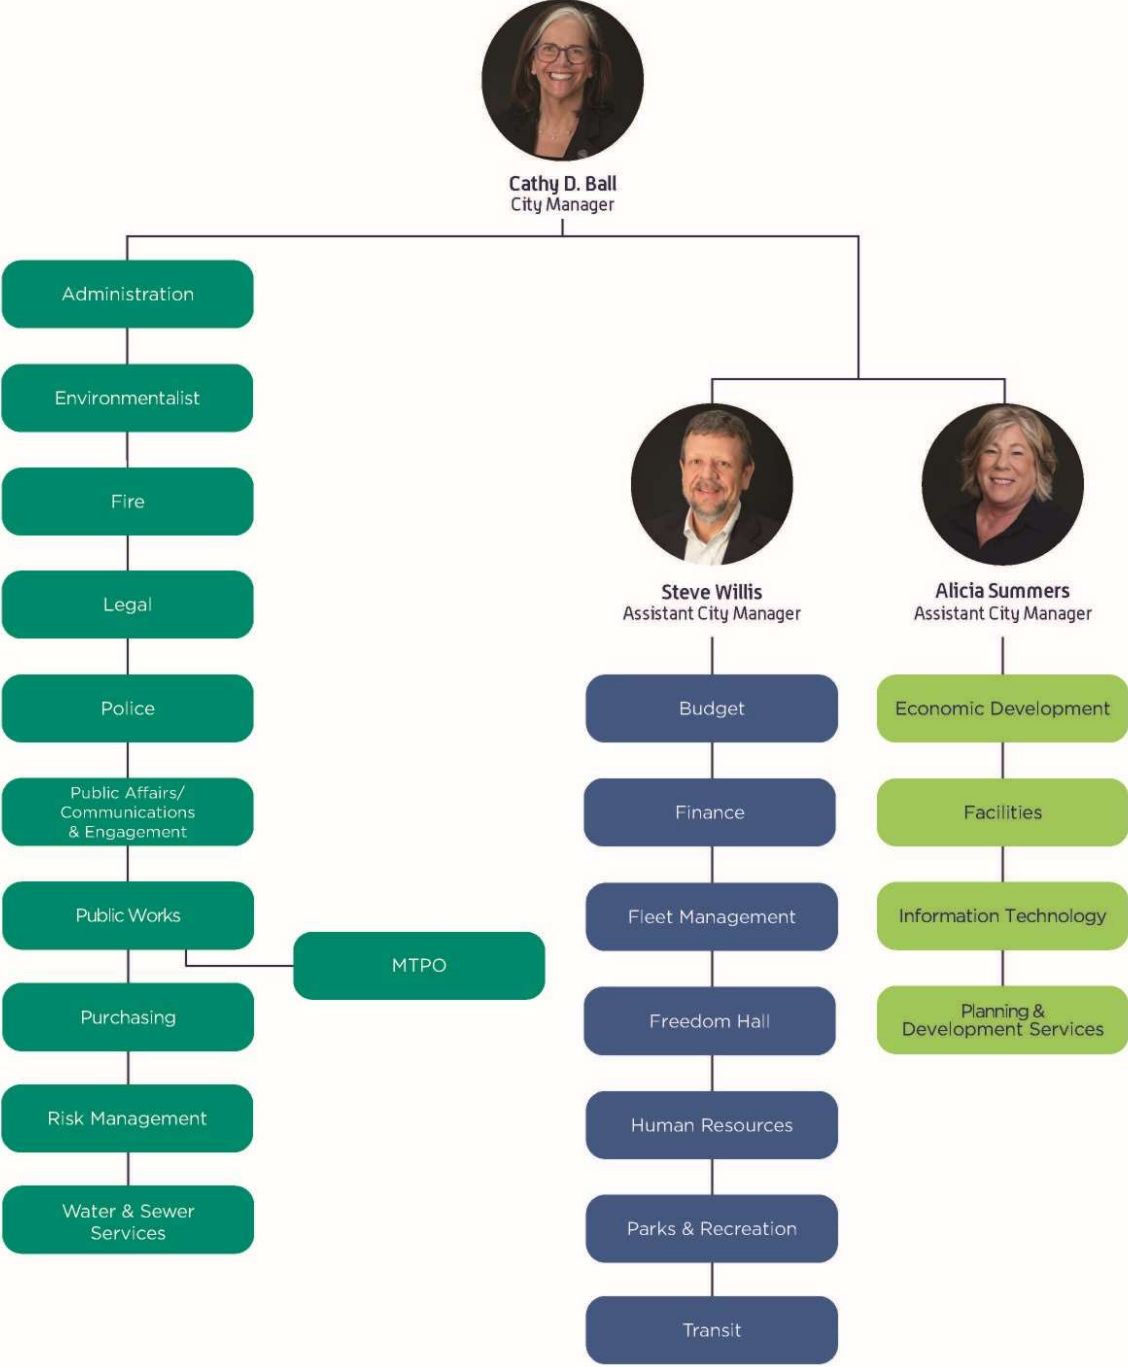 Cathy D. Ball
City Manager
Administration
Environmentalist
Fire
Legal
Police
Public Affairs/
Communications
& Engagement
Public Works
MTPO
Purchasing
Risk Management
Water & Sewer
Services
Steve Willis
Assistant City Manager
Budget
Finance
Fleet Management
Freedom Hall
Human Resources
Parks & Recreation
Transit
Alicia Summers
Assistant City Manager
Economic Development
Facilities
Information Technology
Planning &
Development Services